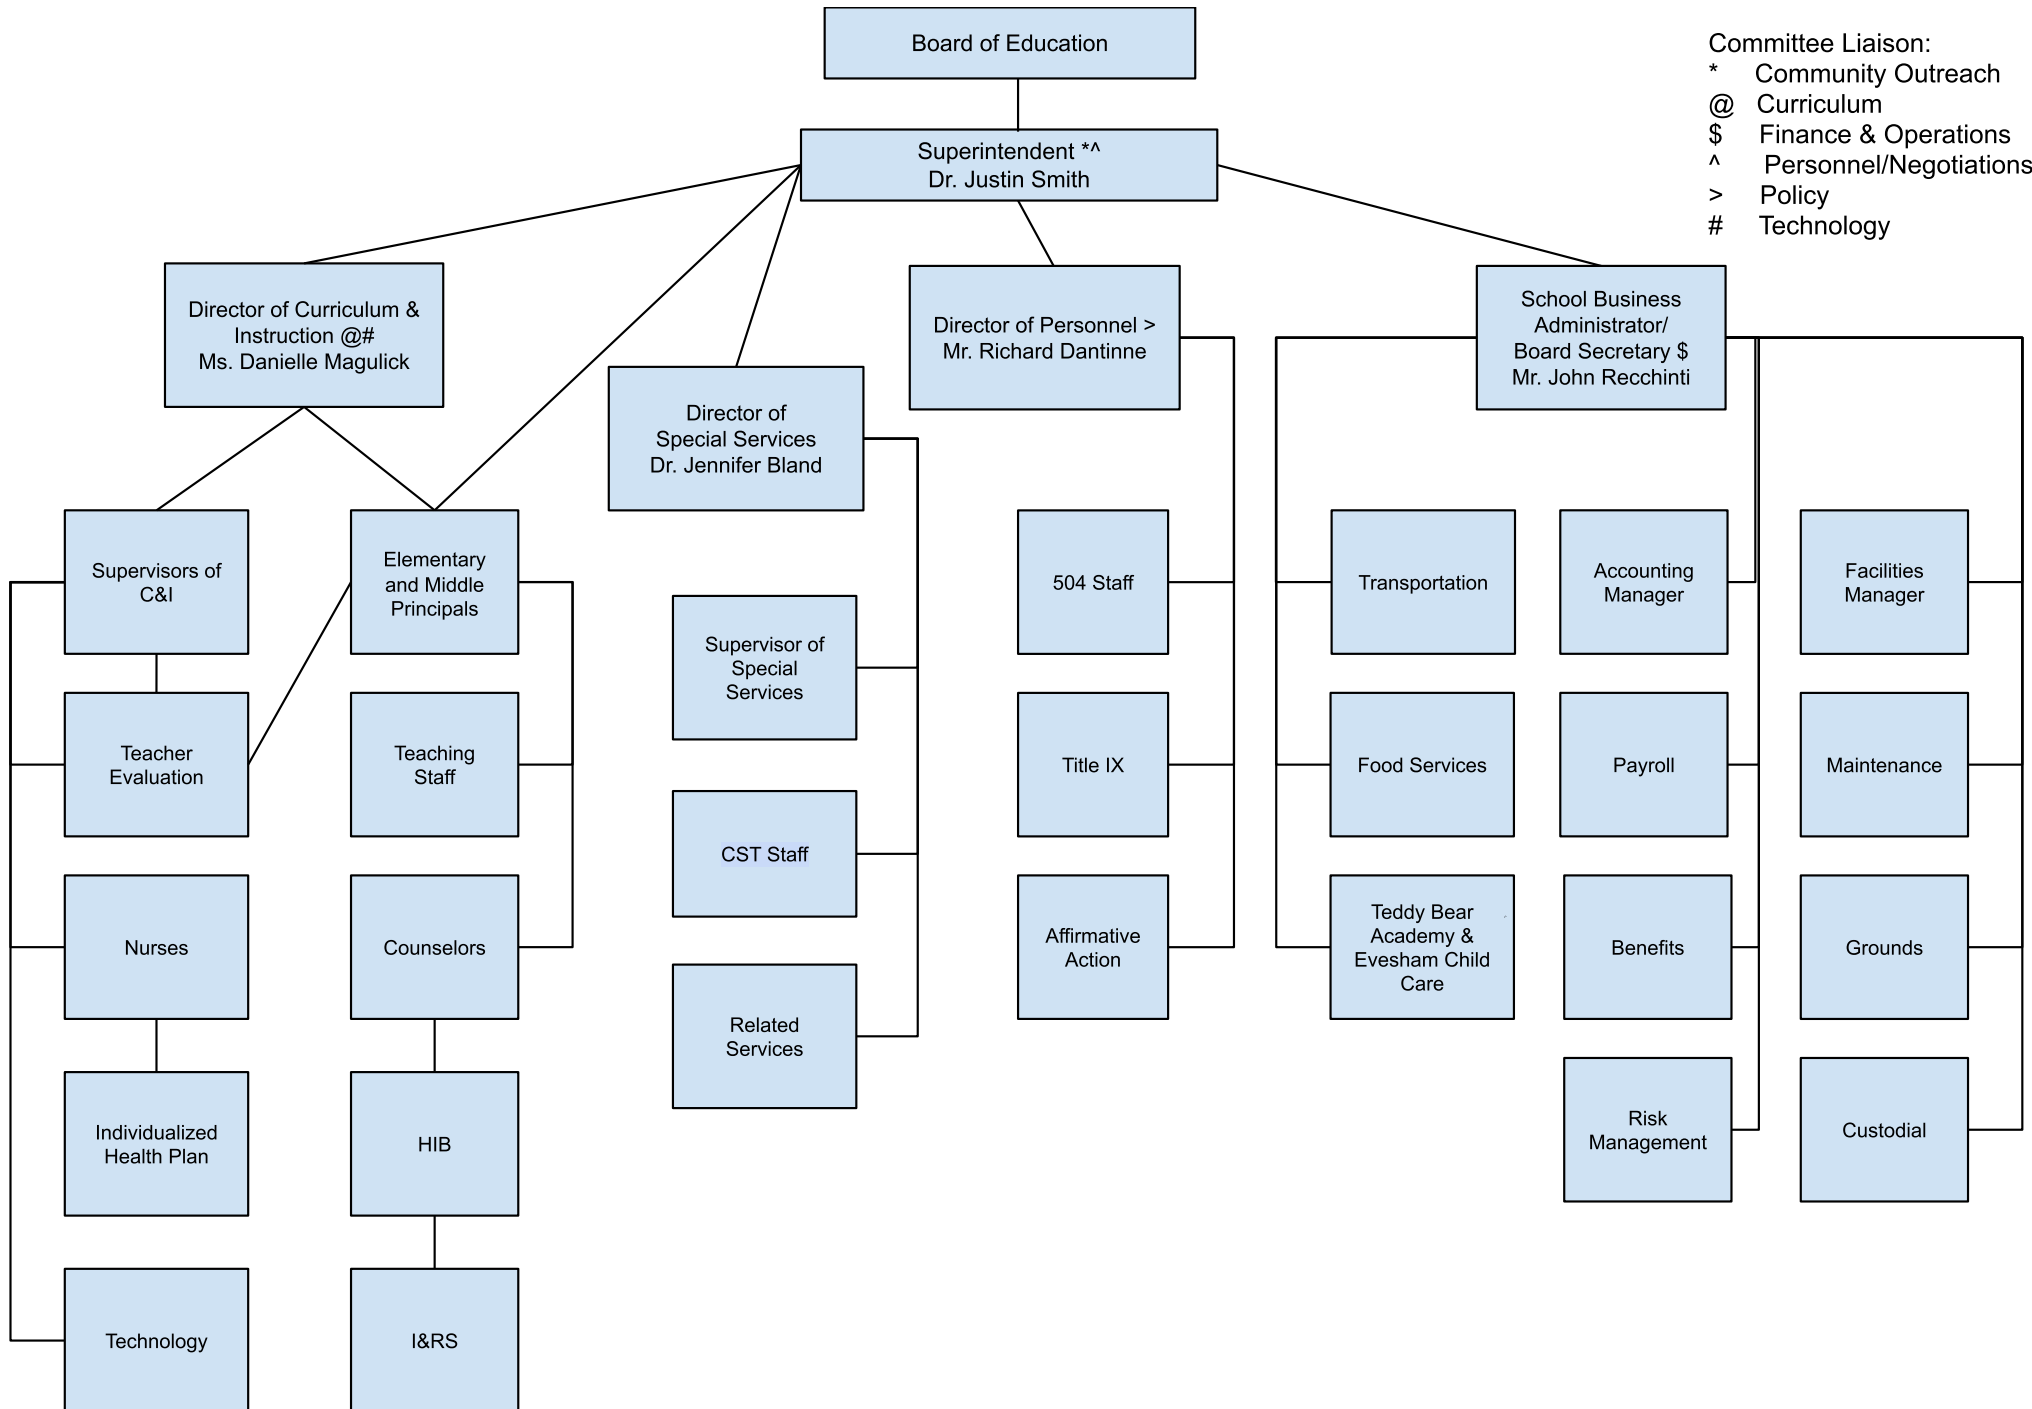 Board of Education
Committee Liaison:
* Community Outreach
@ Curriculum
$ Finance & Operations
^ Personnel/Negotiations
> Policy
# Technology
Superintendent *^
Dr. Justin Smith
Director of Curriculum &
Instruction @#
Ms. Danielle Magulick
Director of
Special Services
Dr. Jennifer Bland
Director of Personnel >
Mr. Richard Dantinne
School Business
Administrator/
Board Secretary $
Mr. John Recchinti
Supervisors of
C&I
Elementary
and Middle
Principals
Supervisor of
Special
Services
504 Staff
Transportation
Accounting
Manager
Facilities
Manager
Teacher
Evaluation
Teaching
Staff
CST Staff
Title IX
Food Services
Payroll
Maintenance
Nurses
Counselors
Related
Services
Affirmative
Action
Teddy Bear
Academy &
Evesham Child
Care
Benefits
Grounds
Individualized
Health Plan
HIB
Risk
Management
Custodial
Technology
I&RS